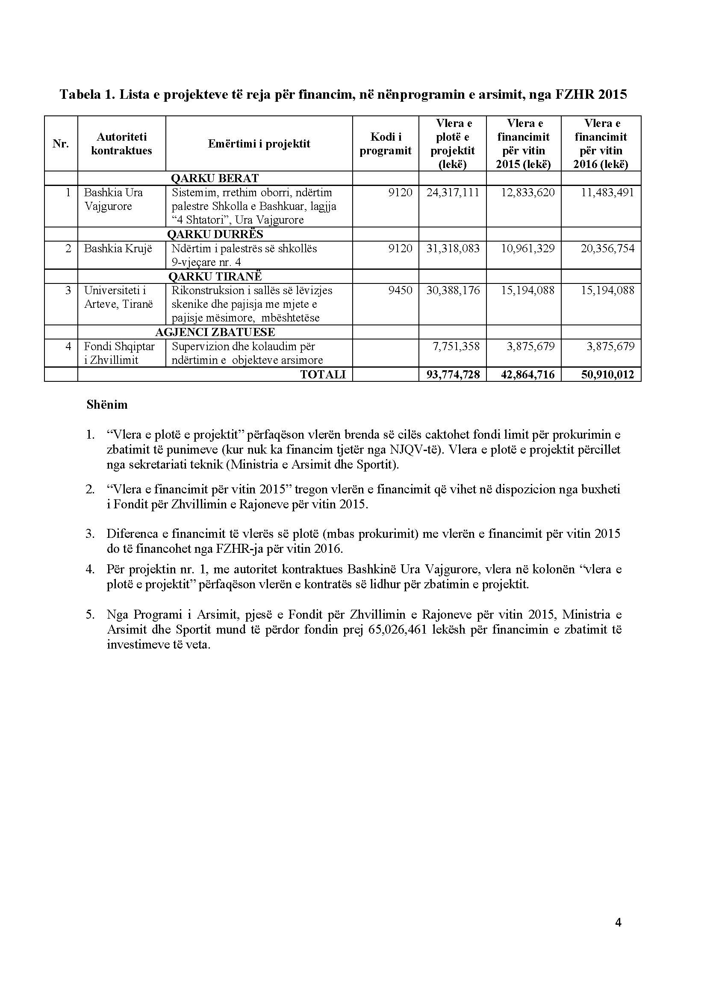 Tabela 1. Lista e projekteve të reja për financim, në nënprogramin e arsimit, nga FZHR 2015
Nr. Autoriteti kontraktues Emërtimi i projektit Kodi i programit Vlera e plotë e projektit (lekë) Vlera e financimit për vitin 2015 (lekë) Vlera e financimit për vitin 2016 (lekë)
QARKU BERAT
1 Bashkia Ura Sistemim, rrethim oborri, ndërtim 9120 24,317,111 12,833,620 11,483,491
Vajgurore palestre Shkolla e Bashkuar, lagjja
“4 Shtatori”, Ura Vajgurore
QARKU DURRËS
2 Bashkia Krujë Ndërtim i palestrës së shkollës 9120 31,318,083 10,961,329 20,356,754
9-vjeçare nr. 4
QARKU TIRANË
3 Universiteti i Rikonstruksion i sallës së lëvizjes 9450 30,388,176 15,194,088 15,194,088
Arteve, Tiranë skenike dhe pajisja me mjete e
pajisje mësimore, mbështetëse
AGJENCI ZBATUESE
4 Fondi Shqiptar Supervizion dhe kolaudim për 7,751,358 3,875,679 3,875,679
i Zhvillimit ndërtimin e objekteve arsimore
TOTALI 93,774,728 42,864,716 50,910,012
Shënim
1. “Vlera e plotë e projektit” përfaqëson vlerën brenda së cilës caktohet fondi limit për prokurimin e
zbatimit të punimeve (kur nuk ka financim tjetër nga NJQV-të). Vlera e plotë e projektit përcillet
nga sekretariati teknik (Ministria e Arsimit dhe Sportit).
2. “Vlera e financimit për vitin 2015” tregon vlerën e financimit që vihet në dispozicion nga buxheti
i Fondit për Zhvillimin e Rajoneve për vitin 2015.
3. Diferenca e financimit të vlerës së plotë (mbas prokurimit) me vlerën e financimit për vitin 2015
do të financohet nga FZHR-ja për vitin 2016.
4. Për projektin nr. 1, me autoritet kontraktues Bashkinë Ura Vajgurore, vlera në kolonën “vlera e
plotë e projektit” përfaqëson vlerën e kontratës së lidhur për zbatimin e projektit.
5. Nga Programi i Arsimit, pjesë e Fondit për Zhvillimin e Rajoneve për vitin 2015, Ministria e
Arsimit dhe Sportit mund të përdor fondin prej 65,026,461 lekësh për financimin e zbatimit të
investimeve të veta.
4